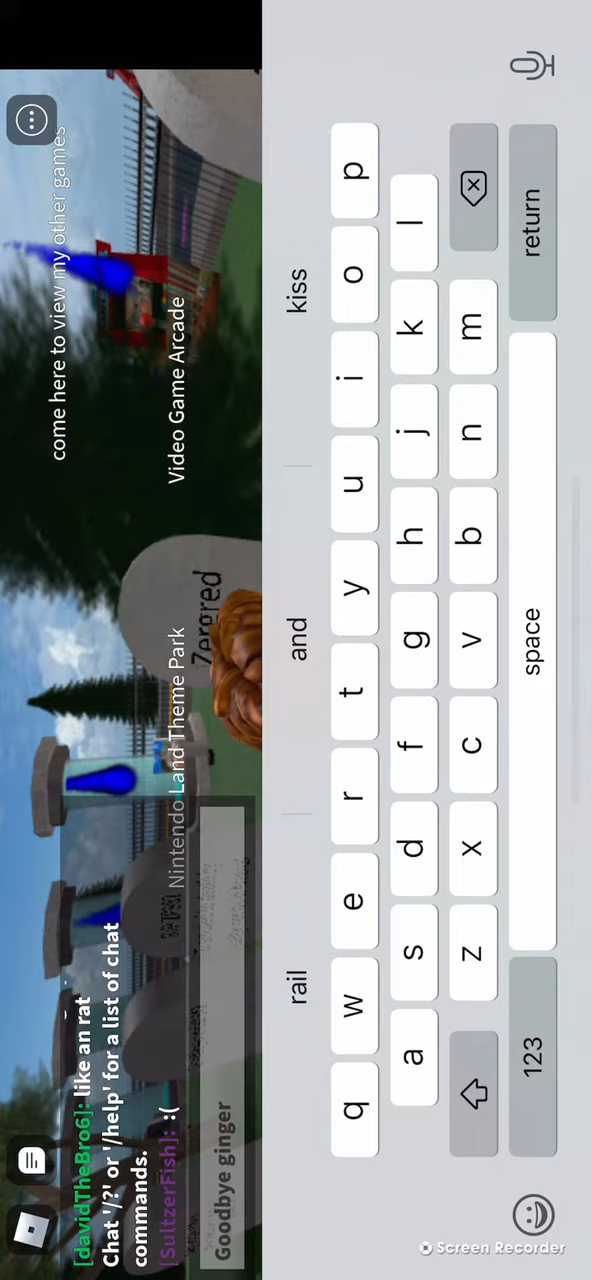 come here to view my other games
Video Game Arcade
Nintendo Land Theme Park
Zergred
[davidTheBro6]: like an rat
Chat '/?' or '/help' for a list of chat
commands.
[SultzerFish]: :(
Goodbye ginger
rail and kiss
q w e r t y u i o p
a s d f g h j k l
z x c v b n m
123 space return
Screen Recorder